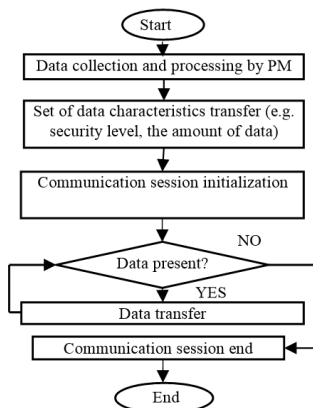 Start
Data collection and processing by PM
Set of data characteristics transfer (e.g.
security level, the amount of data)
Communication session initialization
NO
Data present?
YES
Data transfer
Communication session end
End